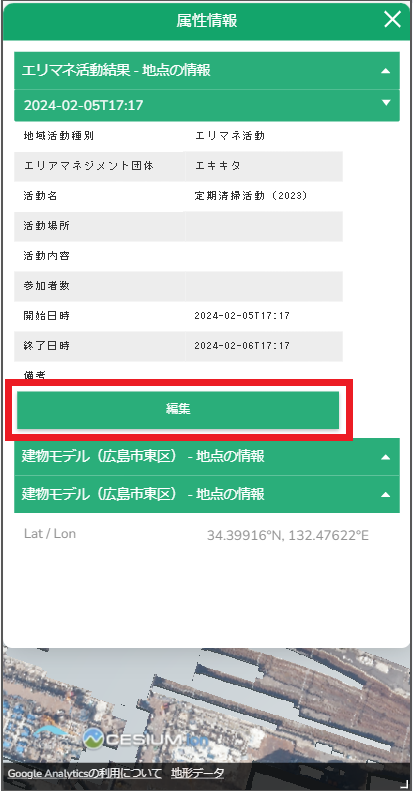 属性情報
エリマネ活動結果 - 地点の情報
2024-02-05T17:17
地域活動種別 エリマネ活動
エリアマネジメント団体 エキキタ
活動名 定期清掃活動（2023）
活動場所
活動内容
参加者数
開始日時 2024-02-05T17:17
終了日時 2024-02-06T17:17
備考
編集
建物モデル（広島市東区） - 地点の情報
建物モデル（広島市東区） - 地点の情報
Lat / Lon 34.39916°N, 132.47622°E
CESIUM
Google Analyticsの利用について 地形データ